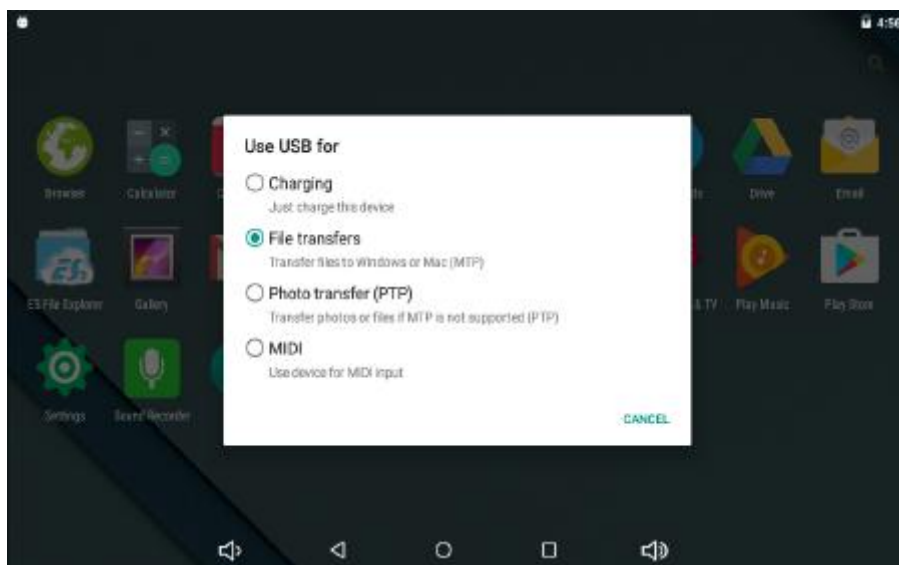 4:56
Use USB for
Charging
Just charge this device
File transfers
Transfer files to Windows or Mac (MTP)
Photo transfer (PTP)
Transfer photos or files if MTP is not supported (PTP)
MIDI
Use device for MIDI input
CANCEL
Browser
Calculator
Drive
Email
ES File Explorer
Gallery
& TV
Play Music
Play Store
Settings
Sound Recorder